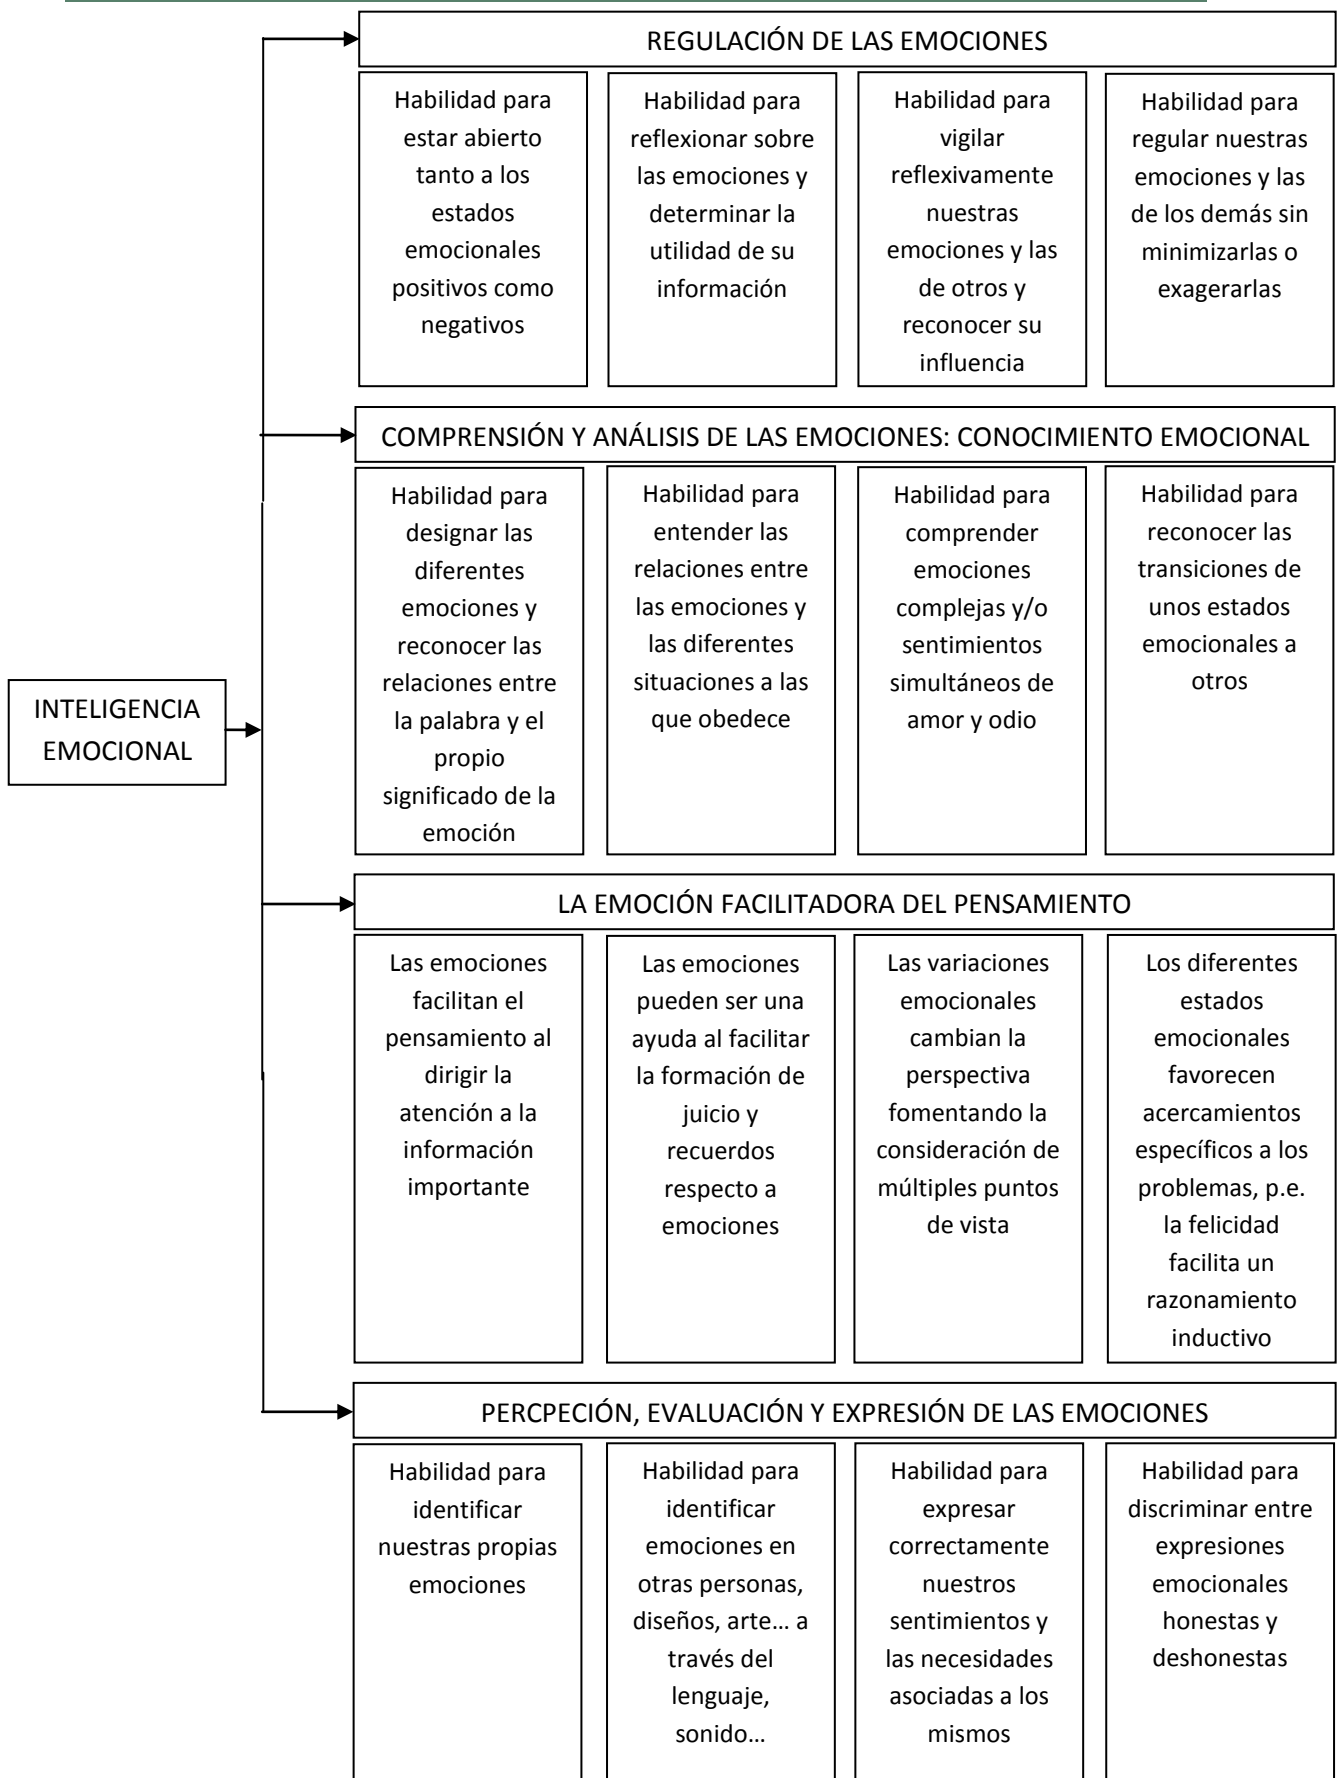 REGULACIÓN DE LAS EMOCIONES
Habilidad para
estar abierto
tanto a los
estados
emocionales
positivos como
negativos
Habilidad para
reflexionar sobre
las emociones y
determinar la
utilidad de su
información
Habilidad para
vigilar
reflexivamente
nuestras
emociones y las
de otros y
reconocer su
influencia
Habilidad para
regular nuestras
emociones y las
de los demás sin
minimizarlas o
exagerarlas
COMPRENSIÓN Y ANÁLISIS DE LAS EMOCIONES: CONOCIMIENTO EMOCIONAL
Habilidad para
designar las
diferentes
emociones y
reconocer las
relaciones entre
la palabra y el
propio
significado de la
emoción
Habilidad para
entender las
relaciones entre
las emociones y
las diferentes
situaciones a las
que obedece
Habilidad para
comprender
emociones
complejas y/o
sentimientos
simultáneos de
amor y odio
Habilidad para
reconocer las
transiciones de
unos estados
emocionales a
otros
INTELIGENCIA
EMOCIONAL
LA EMOCIÓN FACILITADORA DEL PENSAMIENTO
Las emociones
facilitan el
pensamiento al
dirigir la
atención a la
información
importante
Las emociones
pueden ser una
ayuda al facilitar
la formación de
juicio y
recuerdos
respecto a
emociones
Las variaciones
emocionales
cambian la
perspectiva
fomentando la
consideración de
múltiples puntos
de vista
Los diferentes
estados
emocionales
favorecen
acercamientos
específicos a los
problemas, p.e.
la felicidad
facilita un
razonamiento
inductivo
PERCPECIÓN, EVALUACIÓN Y EXPRESIÓN DE LAS EMOCIONES
Habilidad para
identificar
nuestras propias
emociones
Habilidad para
identificar
emociones en
otras personas,
diseños, arte… a
través del
lenguaje,
sonido…
Habilidad para
expresar
correctamente
nuestros
sentimientos y
las necesidades
asociadas a los
mismos
Habilidad para
discriminar entre
expresiones
emocionales
honestas y
deshonestas